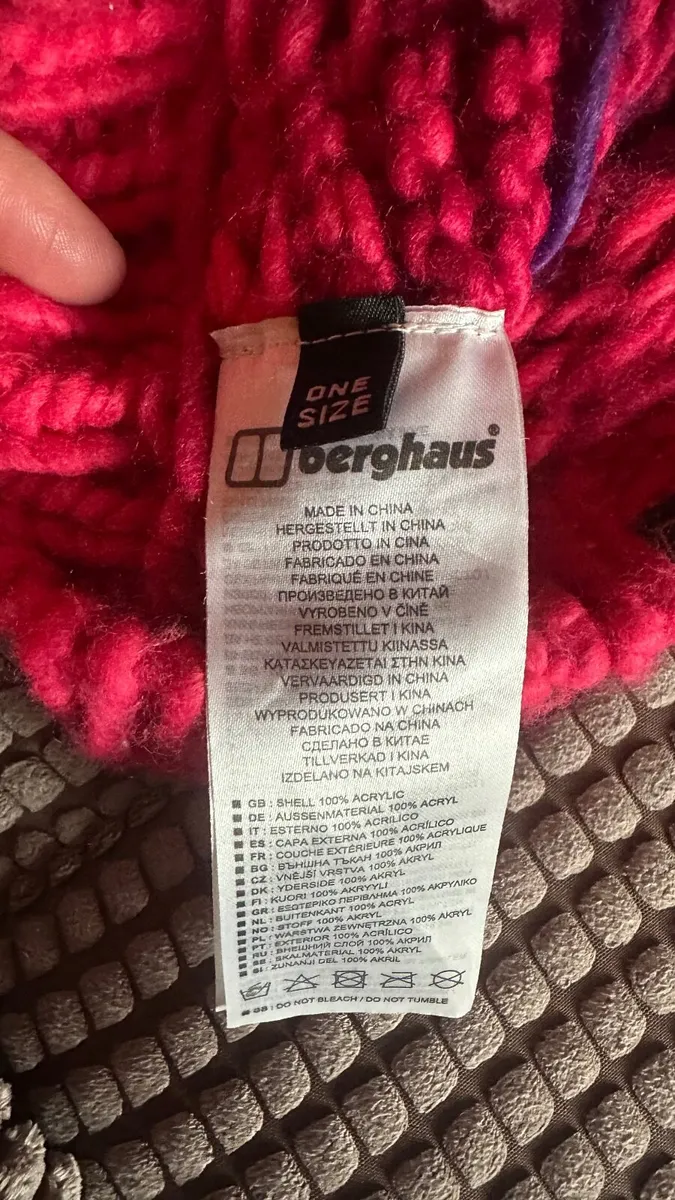 ONE
SIZE
berghaus®
MADE IN CHINA
HERGESTELLT IN CHINA
PRODOTTO IN CINA
FABRICADO EN CHINA
FABRIQUÉ EN CHINE
ПРОИЗВЕДЕНО В КИТАЙ
VYROBENO V ČÍNĚ
FREMSTILLET I KINA
VALMISTETTU KIINASSA
ΚΑΤΑΣΚΕΥΑΖΕΤΑΙ ΣΤΗΝ ΚΙΝΑ
VERVAARDIGD IN CHINA
PRODUSERT I KINA
WYPRODUKOWANO W CHINACH
FABRICADO NA CHINA
СДЕЛАНО В КИТАЕ
TILLVERKAD I KINA
IZDELANO NA KITAJSKEM
GB : SHELL 100% ACRYLIC
DE : AUSSENMATERIAL 100% ACRYL
IT : ESTERNO 100% ACRILICO
ES : CAPA EXTERNA 100% ACRÍLICO
FR : COUCHE EXTÉRIEURE 100% ACRYLIQUE
BG : ВЪНШНА ТЪКАН 100% АКРИЛ
CZ : VNĚJŠÍ VRSTVA 100% AKRYL
DK : YDERSIDE 100% AKRYL
FI : KUORI 100% AKRYYLI
GR : ΕΞΩΤΕΡΙΚΟ ΠΕΡΙΒΛΗΜΑ 100% ΑΚΡΥΛΙΚΟ
NL : BUITENKANT 100% ACRYL
NO : STOFF 100% AKRYL
PL : WARSTWA ZEWNĘTRZNA 100% AKRYL
PT : EXTERIOR 100% ACRÍLICO
RU : ВНЕШНИЙ СЛОЙ 100% АКРИЛ
SE : SKALMATERIAL 100% AKRYL
SI : ZUNANJI DEL 100% AKRIL
GB : DO NOT BLEACH / DO NOT TUMBLE